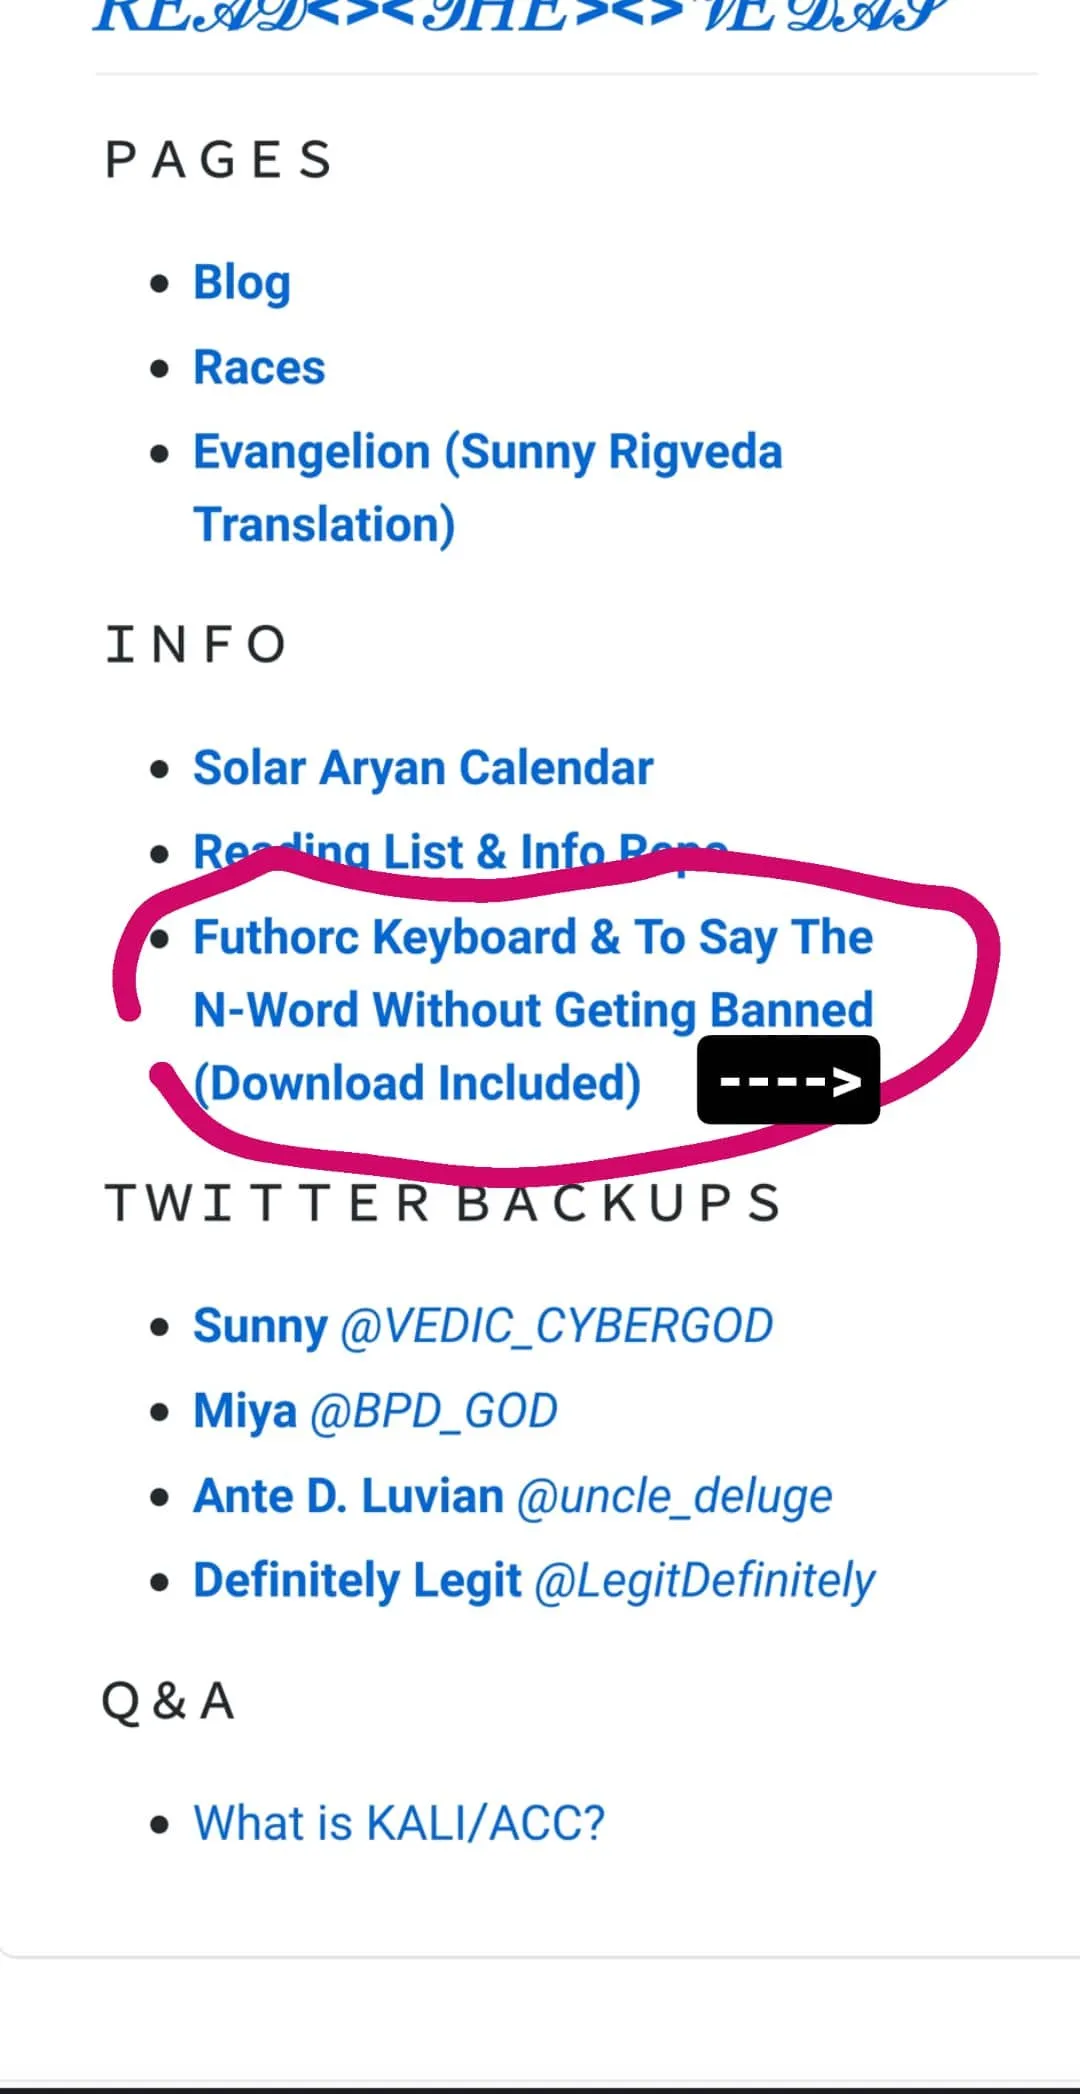 READ<><THE><>VEDAS
PAGES
Blog
Races
Evangelion (Sunny Rigveda
Translation)
INFO
Solar Aryan Calendar
Reading List & Info Repo
Futhorc Keyboard & To Say The
N-Word Without Geting Banned
(Download Included)
---->
TWITTER BACKUPS
Sunny @VEDIC_CYBERGOD
Miya @BPD_GOD
Ante D. Luvian @uncle_deluge
Definitely Legit @LegitDefinitely
Q&A
What is KALI/ACC?